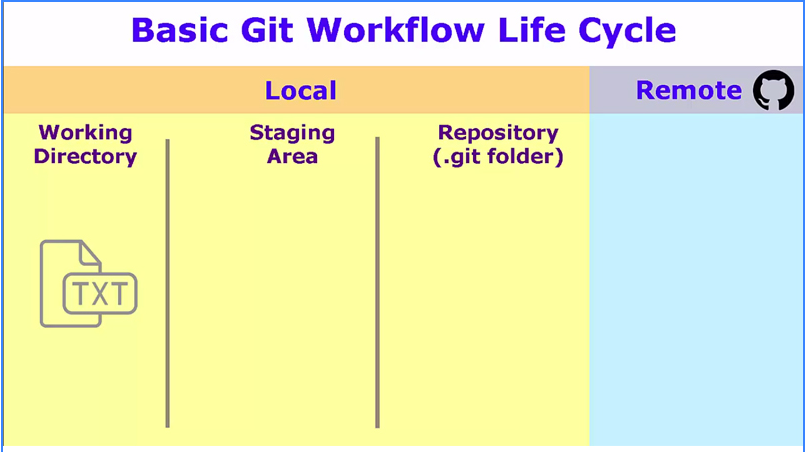 Basic Git Workflow Life Cycle
Local
Remote
Working
Directory
Staging
Area
Repository
(.git folder)
TXT